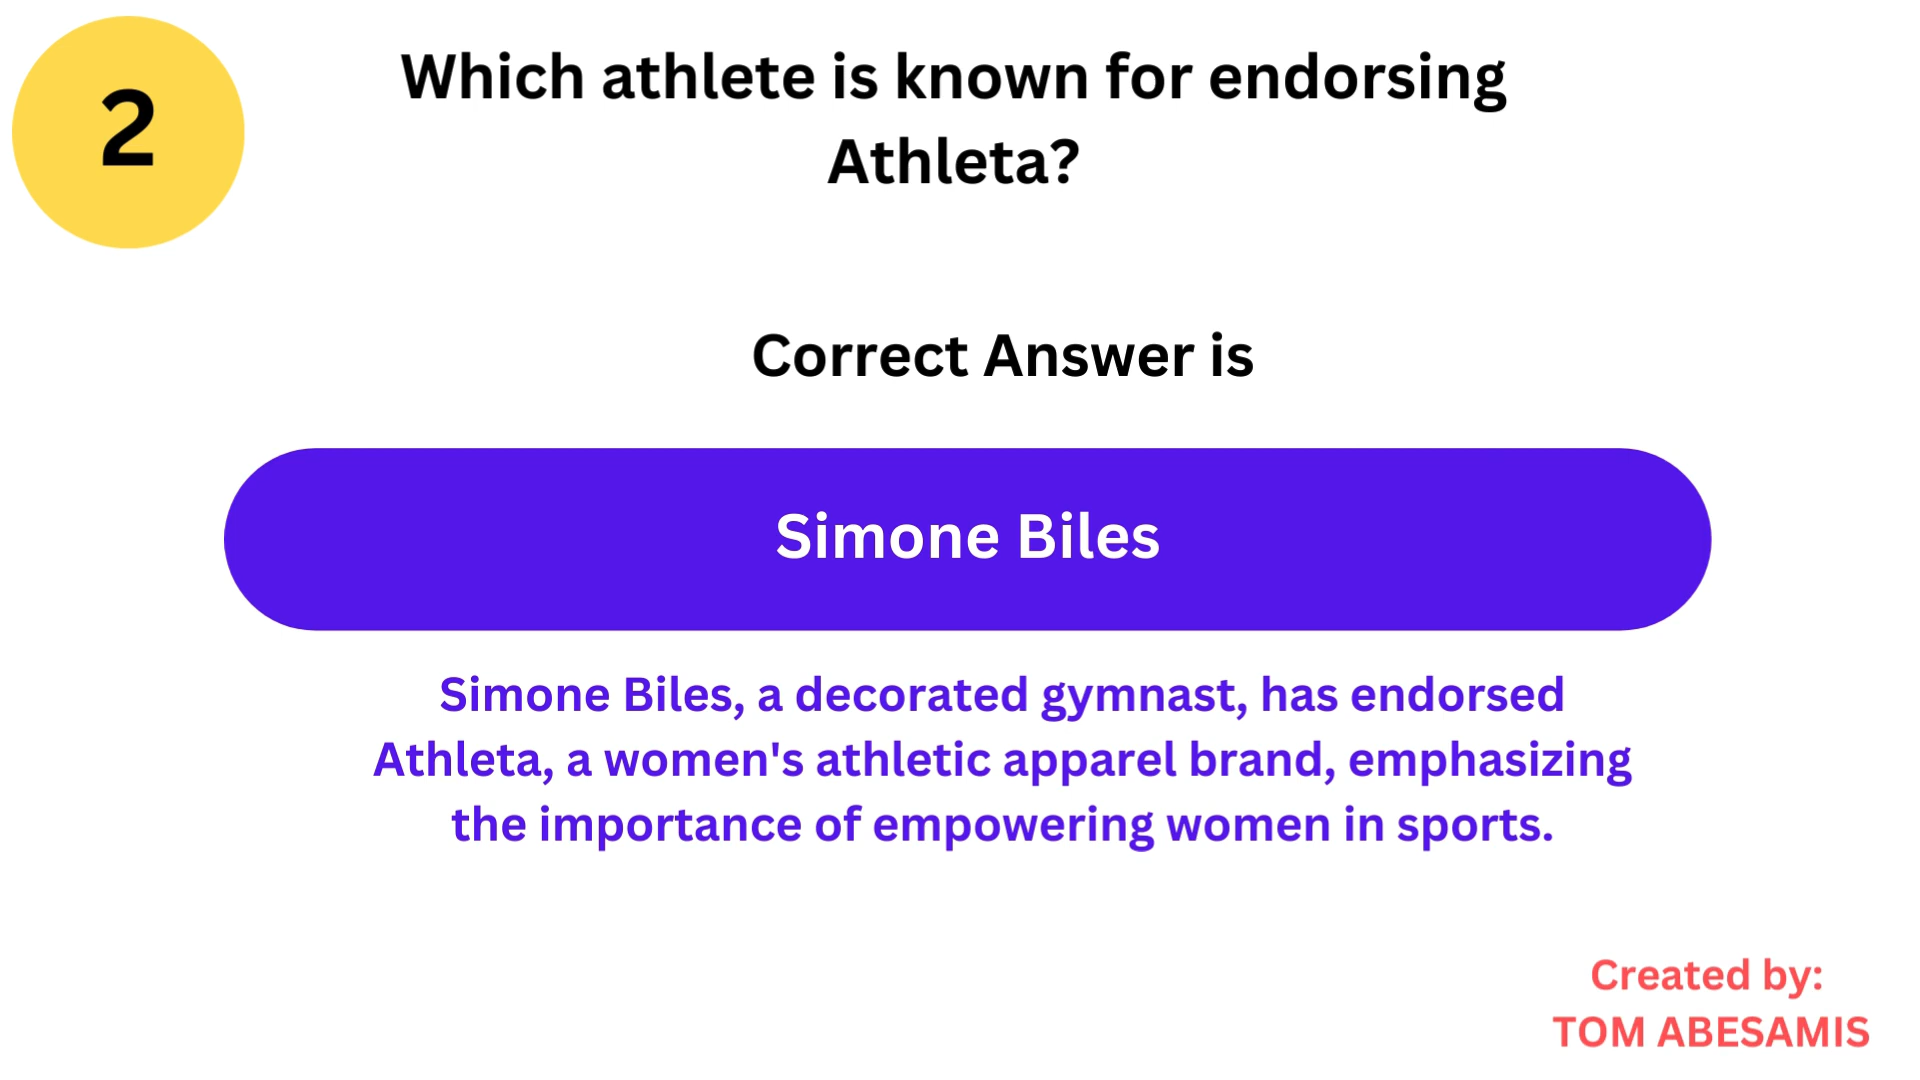 2
Which athlete is known for endorsing
Athleta?
Correct Answer is
Simone Biles
Simone Biles, a decorated gymnast, has endorsed
Athleta, a women's athletic apparel brand, emphasizing
the importance of empowering women in sports.
Created by:
TOM ABESAMIS